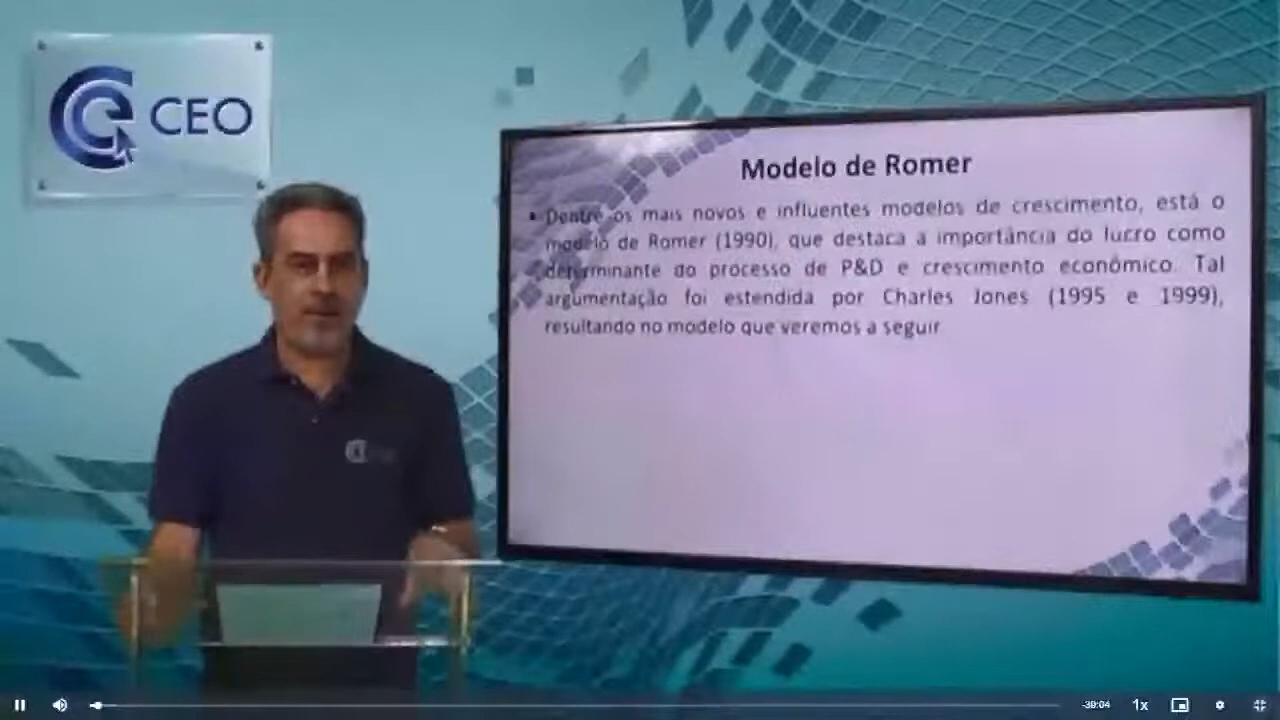 CEO
Modelo de Romer
• Dentre os mais novos e influentes modelos de crescimento, está o
modelo de Romer (1990), que destaca a importância do lucro como
determinante do processo de P&D e crescimento econômico. Tal
argumentação foi estendida por Charles Jones (1995 e 1999),
resultando no modelo que veremos a seguir
-39:04
1x